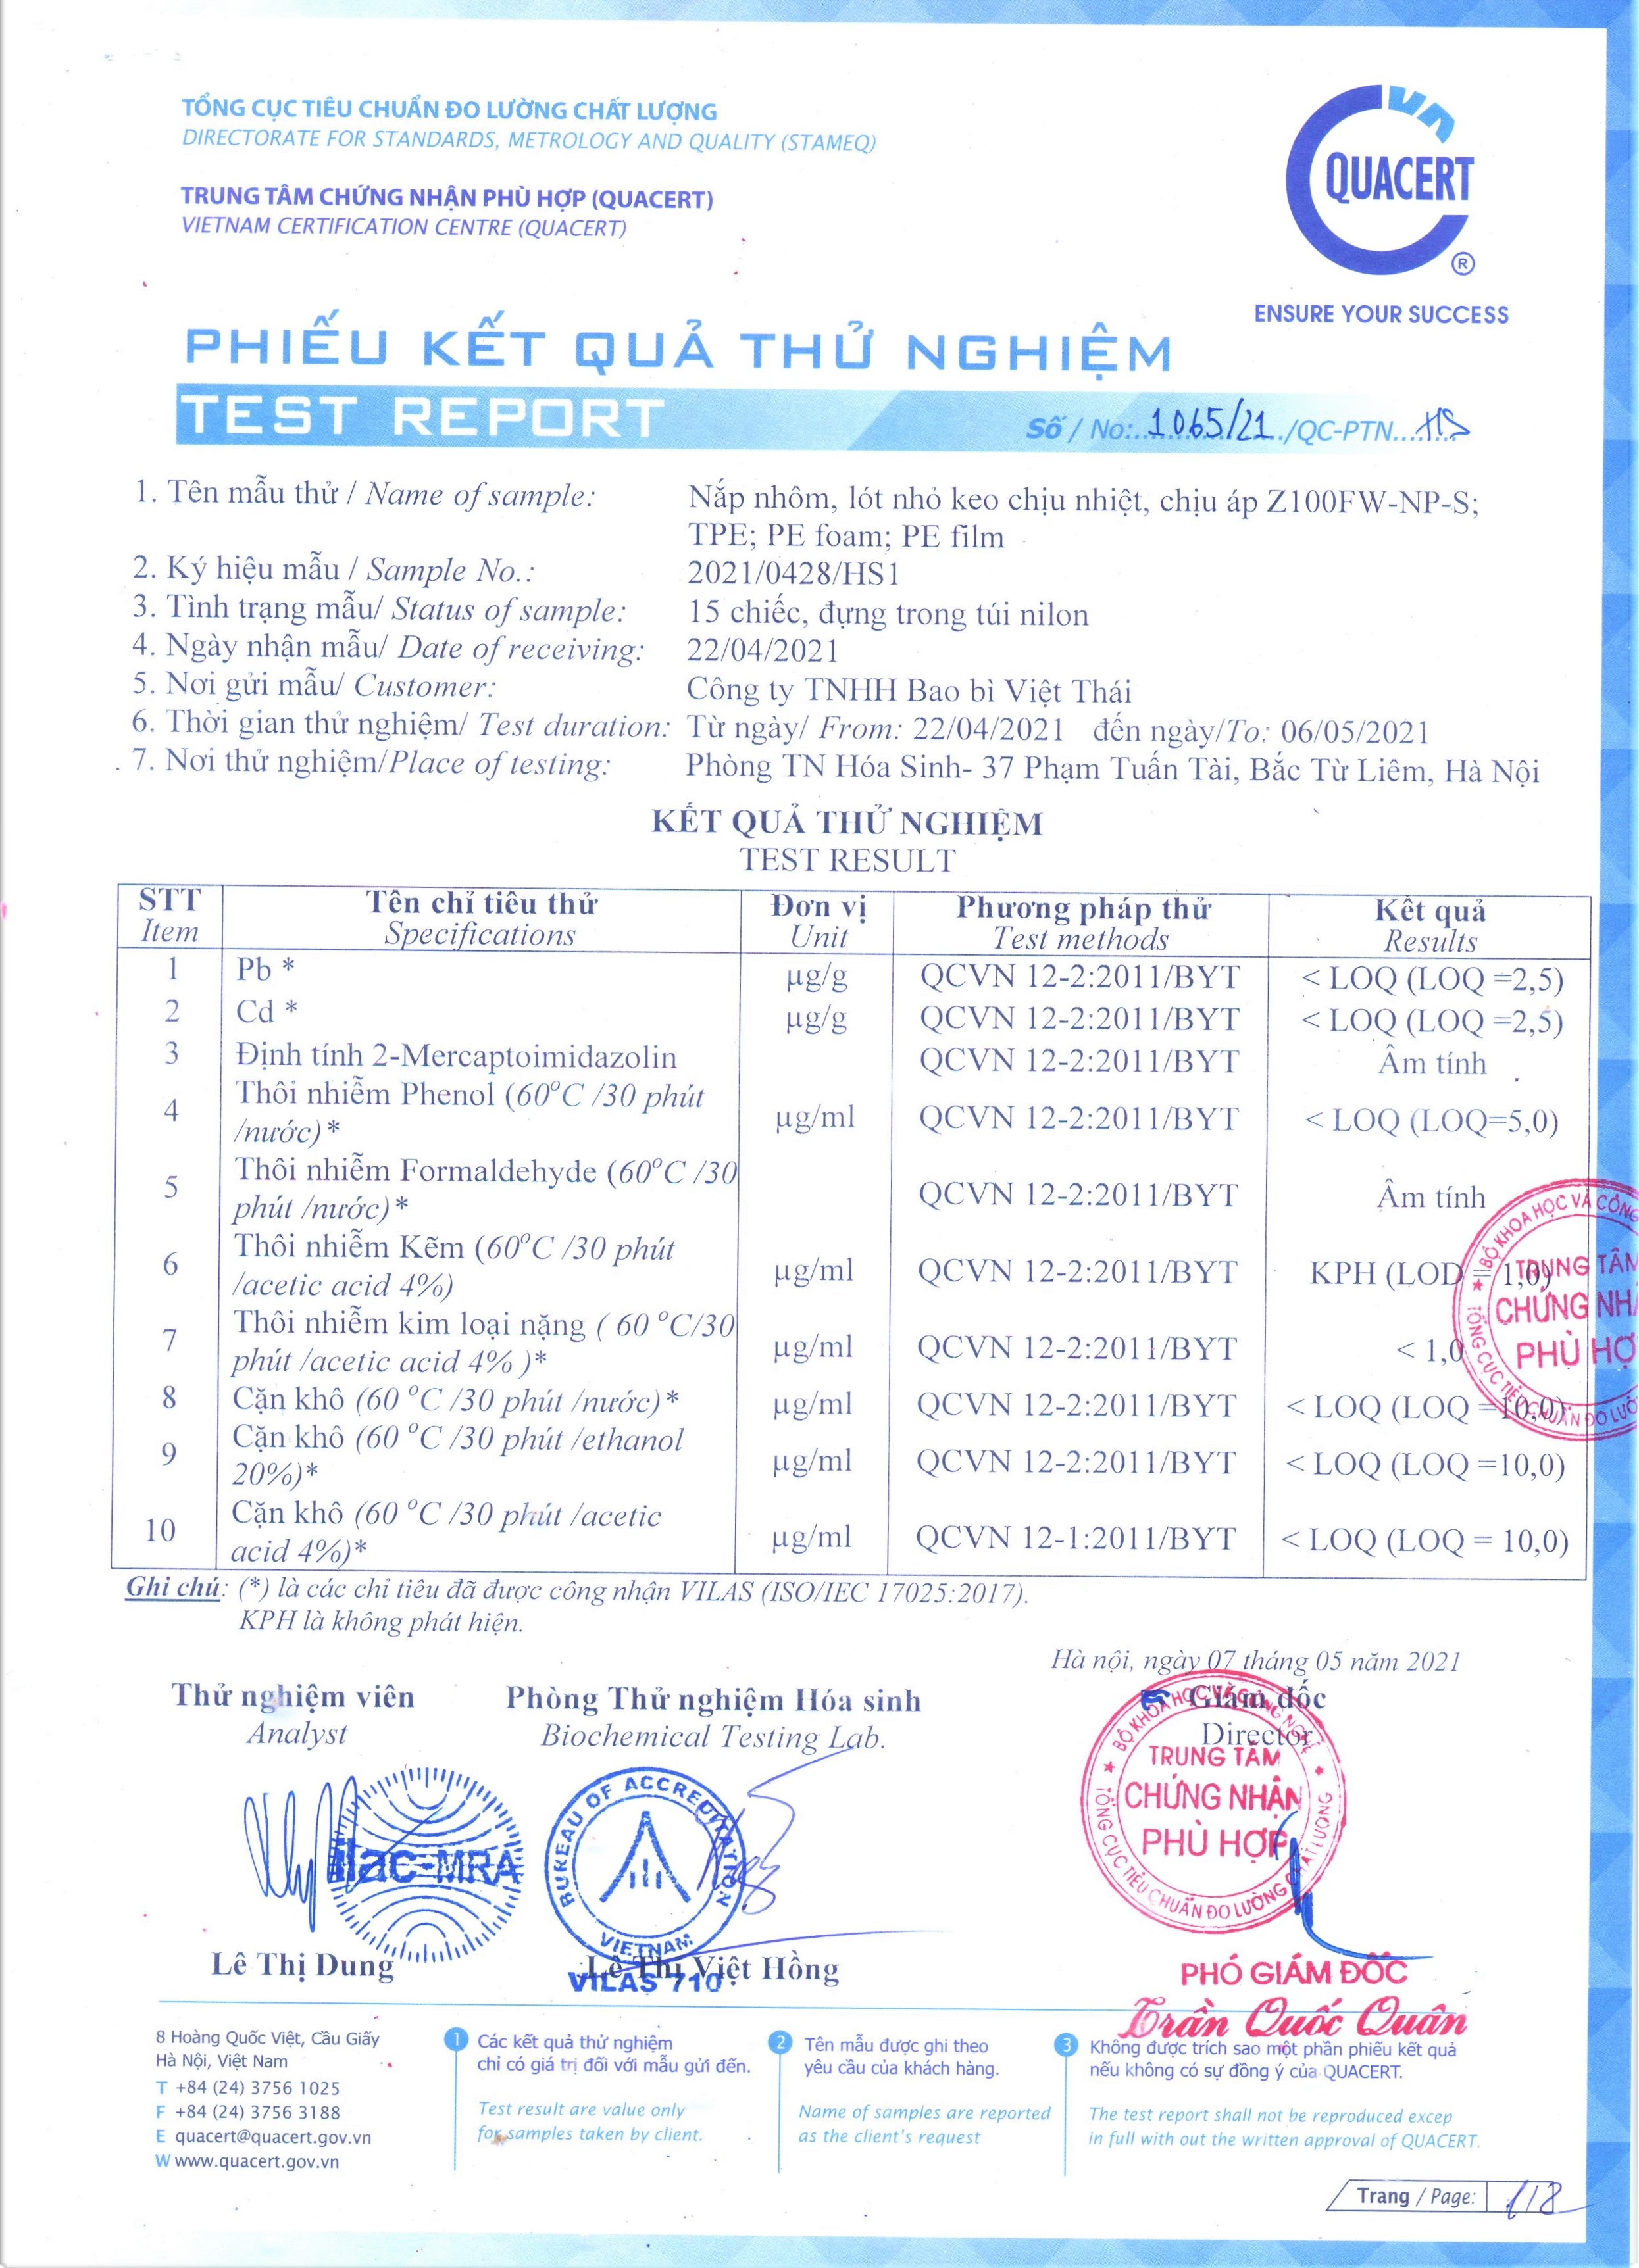 TỔNG CỤC TIÊU CHUẨN ĐO LƯỜNG CHẤT LƯỢNG
DIRECTORATE FOR STANDARDS, METROLOGY AND QUALITY (STAMEQ)
TRUNG TÂM CHỨNG NHẬN PHÙ HỢP (QUACERT)
VIETNAM CERTIFICATION CENTRE (QUACERT)
VN
QUACERT
®
ENSURE YOUR SUCCESS
PHIẾU KẾT QUẢ THỬ NGHIỆM
TEST REPORT
Số / No: 1065/21 /QC-PTN HS
1. Tên mẫu thử / Name of sample: Nắp nhôm, lót nhỏ keo chịu nhiệt, chịu áp Z100FW-NP-S;
TPE; PE foam; PE film
2. Ký hiệu mẫu / Sample No.: 2021/0428/HS1
3. Tình trạng mẫu/ Status of sample: 15 chiếc, đựng trong túi nilon
4. Ngày nhận mẫu/ Date of receiving: 22/04/2021
5. Nơi gửi mẫu/ Customer: Công ty TNHH Bao bì Việt Thái
6. Thời gian thử nghiệm/ Test duration: Từ ngày/ From: 22/04/2021 đến ngày/To: 06/05/2021
7. Nơi thử nghiệm/Place of testing: Phòng TN Hóa Sinh- 37 Phạm Tuấn Tài, Bắc Từ Liêm, Hà Nội
KẾT QUẢ THỬ NGHIỆM
TEST RESULT
STT Tên chỉ tiêu thử Đơn vị Phương pháp thử Kết quả
Item Specifications Unit Test methods Results
1 Pb * µg/g QCVN 12-2:2011/BYT < LOQ (LOQ =2,5)
2 Cd * µg/g QCVN 12-2:2011/BYT < LOQ (LOQ =2,5)
3 Định tính 2-Mercaptoimidazolin QCVN 12-2:2011/BYT Âm tính
4 Thôi nhiễm Phenol (60°C /30 phút
/nước)* µg/ml QCVN 12-2:2011/BYT < LOQ (LOQ=5,0)
5 Thôi nhiễm Formaldehyde (60°C /30
phút /nước)* QCVN 12-2:2011/BYT Âm tính
6 Thôi nhiễm Kẽm (60°C /30 phút
/acetic acid 4%) µg/ml QCVN 12-2:2011/BYT KPH (LOD = 1,0)
7 Thôi nhiễm kim loại nặng ( 60 °C/30
phút /acetic acid 4% )* µg/ml QCVN 12-2:2011/BYT < 1,0
8 Cặn khô (60 °C /30 phút /nước)* µg/ml QCVN 12-2:2011/BYT < LOQ (LOQ =10,0)
9 Cặn khô (60 °C /30 phút /ethanol
20%)* µg/ml QCVN 12-2:2011/BYT < LOQ (LOQ =10,0)
10 Cặn khô (60 °C /30 phút /acetic
acid 4%)* µg/ml QCVN 12-1:2011/BYT < LOQ (LOQ = 10,0)
BỘ KHOA HỌC VÀ CÔNG
TRUNG TÂM
CHỨNG NHẬ
PHÙ HỢ
TỔNG CỤC TIÊU CHUẨN ĐO LƯỜ
Ghi chú: (*) là các chỉ tiêu đã được công nhận VILAS (ISO/IEC 17025:2017).
KPH là không phát hiện.
Hà nội, ngày 07 tháng 05 năm 2021
Thử nghiệm viên Phòng Thử nghiệm Hóa sinh Giám đốc
Analyst Biochemical Testing Lab. Director
BỘ KHOA HỌC VÀ CÔNG NGHỆ
TRUNG TÂM
CHỨNG NHẬN
PHÙ HỢP
TỔNG CỤC TIÊU CHUẨN ĐO LƯỜNG CHẤT LƯỢNG
ilac-MRA
BUREAU OF ACCREDITATION
VIETNAM
VILAS 710
Lê Thị Dung Lê Thị Việt Hồng
PHÓ GIÁM ĐỐC
Trần Quốc Quân
8 Hoàng Quốc Việt, Cầu Giấy
Hà Nội, Việt Nam
T +84 (24) 3756 1025
F +84 (24) 3756 3188
E quacert@quacert.gov.vn
W www.quacert.gov.vn
1 Các kết quả thử nghiệm
chỉ có giá trị đối với mẫu gửi đến.
Test result are value only
for samples taken by client.
2 Tên mẫu được ghi theo
yêu cầu của khách hàng.
Name of samples are reported
as the client's request
3 Không được trích sao một phần phiếu kết quả
nếu không có sự đồng ý của QUACERT.
The test report shall not be reproduced excep
in full with out the written approval of QUACERT.
Trang / Page: